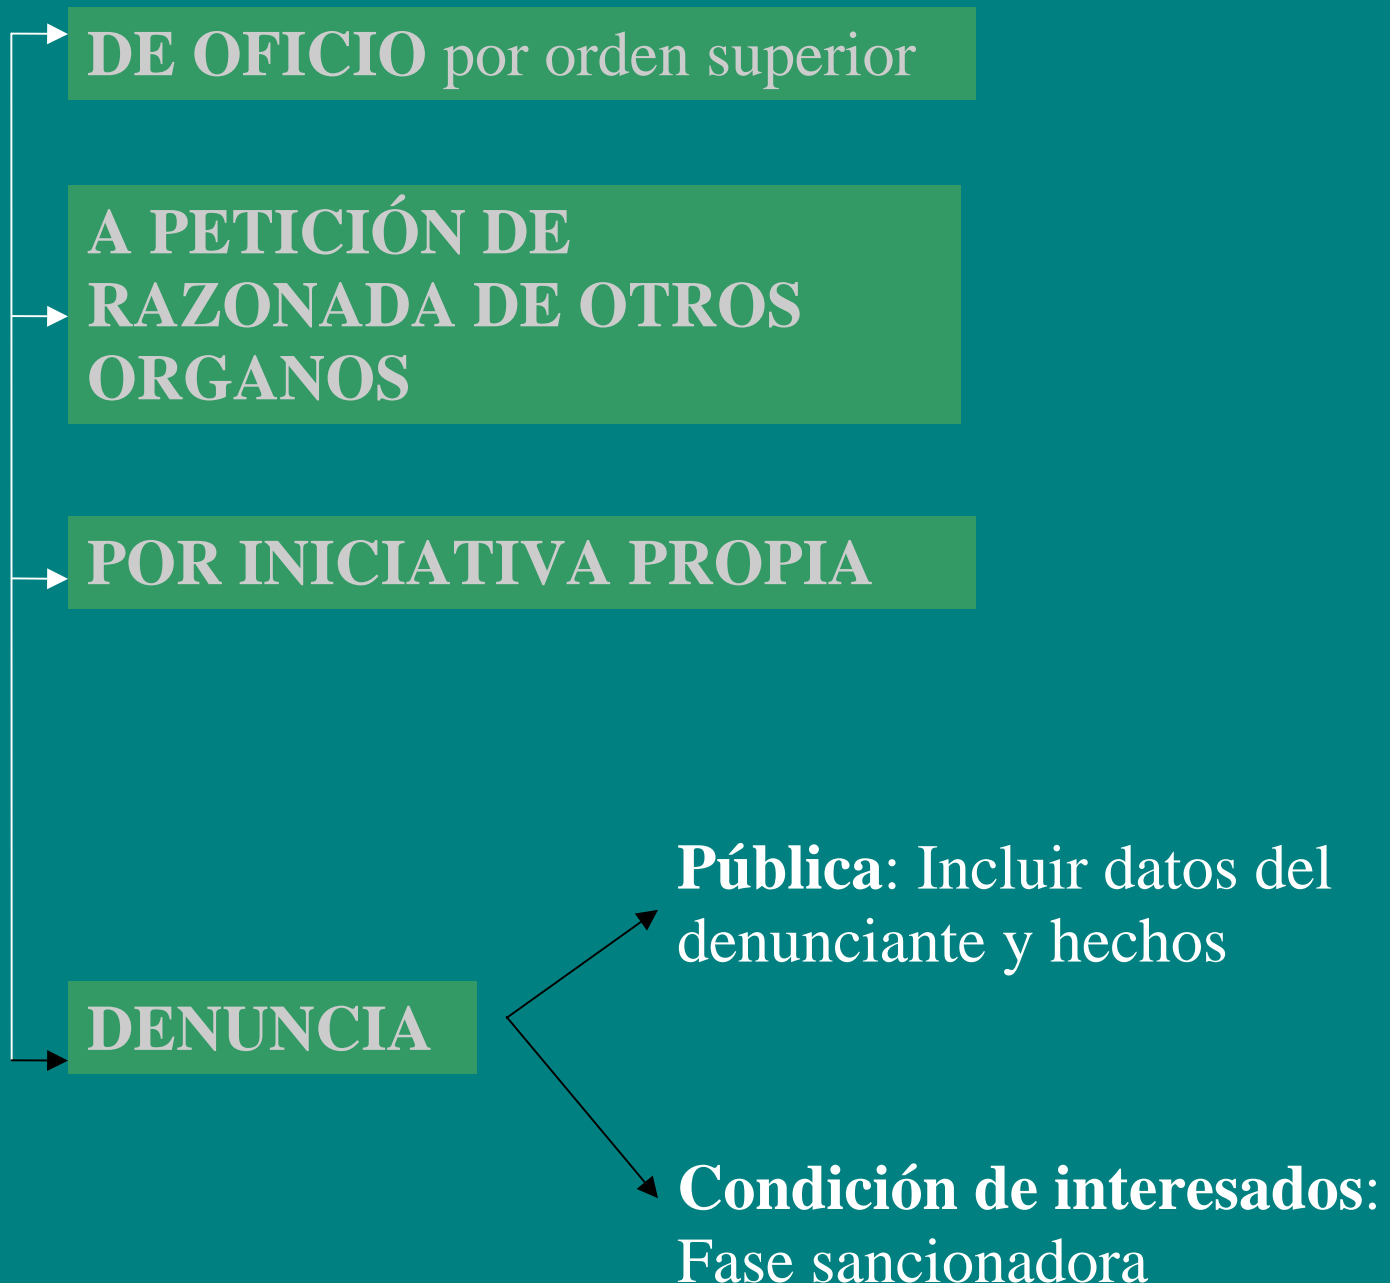 DE OFICIO por orden superior
A PETICIÓN DE
RAZONADA DE OTROS
ORGANOS
POR INICIATIVA PROPIA
Pública: Incluir datos del
denunciante y hechos
DENUNCIA
Condición de interesados:
Fase sancionadora